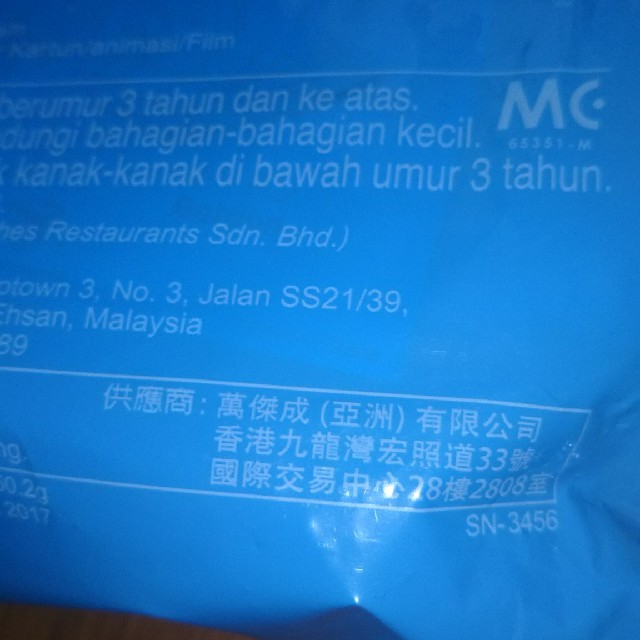 Kartun/animasi/Film
berumur 3 tahun dan ke atas.
dungi bahagian-bahagian kecil.
k kanak-kanak di bawah umur 3 tahun.
MC
65351-M
hes Restaurants Sdn. Bhd.)
ptown 3, No. 3, Jalan SS21/39,
Ehsan, Malaysia
89
供應商: 萬傑成 (亞洲) 有限公司
香港九龍灣宏照道33號
國際交易中心28樓2808室
ng.
60.2g
2017
SN-3456